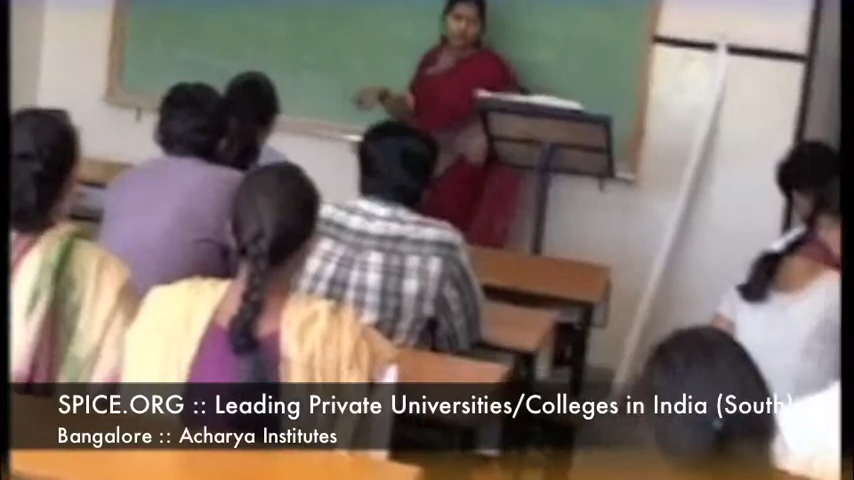 SPICE.ORG :: Leading Private Universities/Colleges in India (South)
Bangalore :: Acharya Institutes